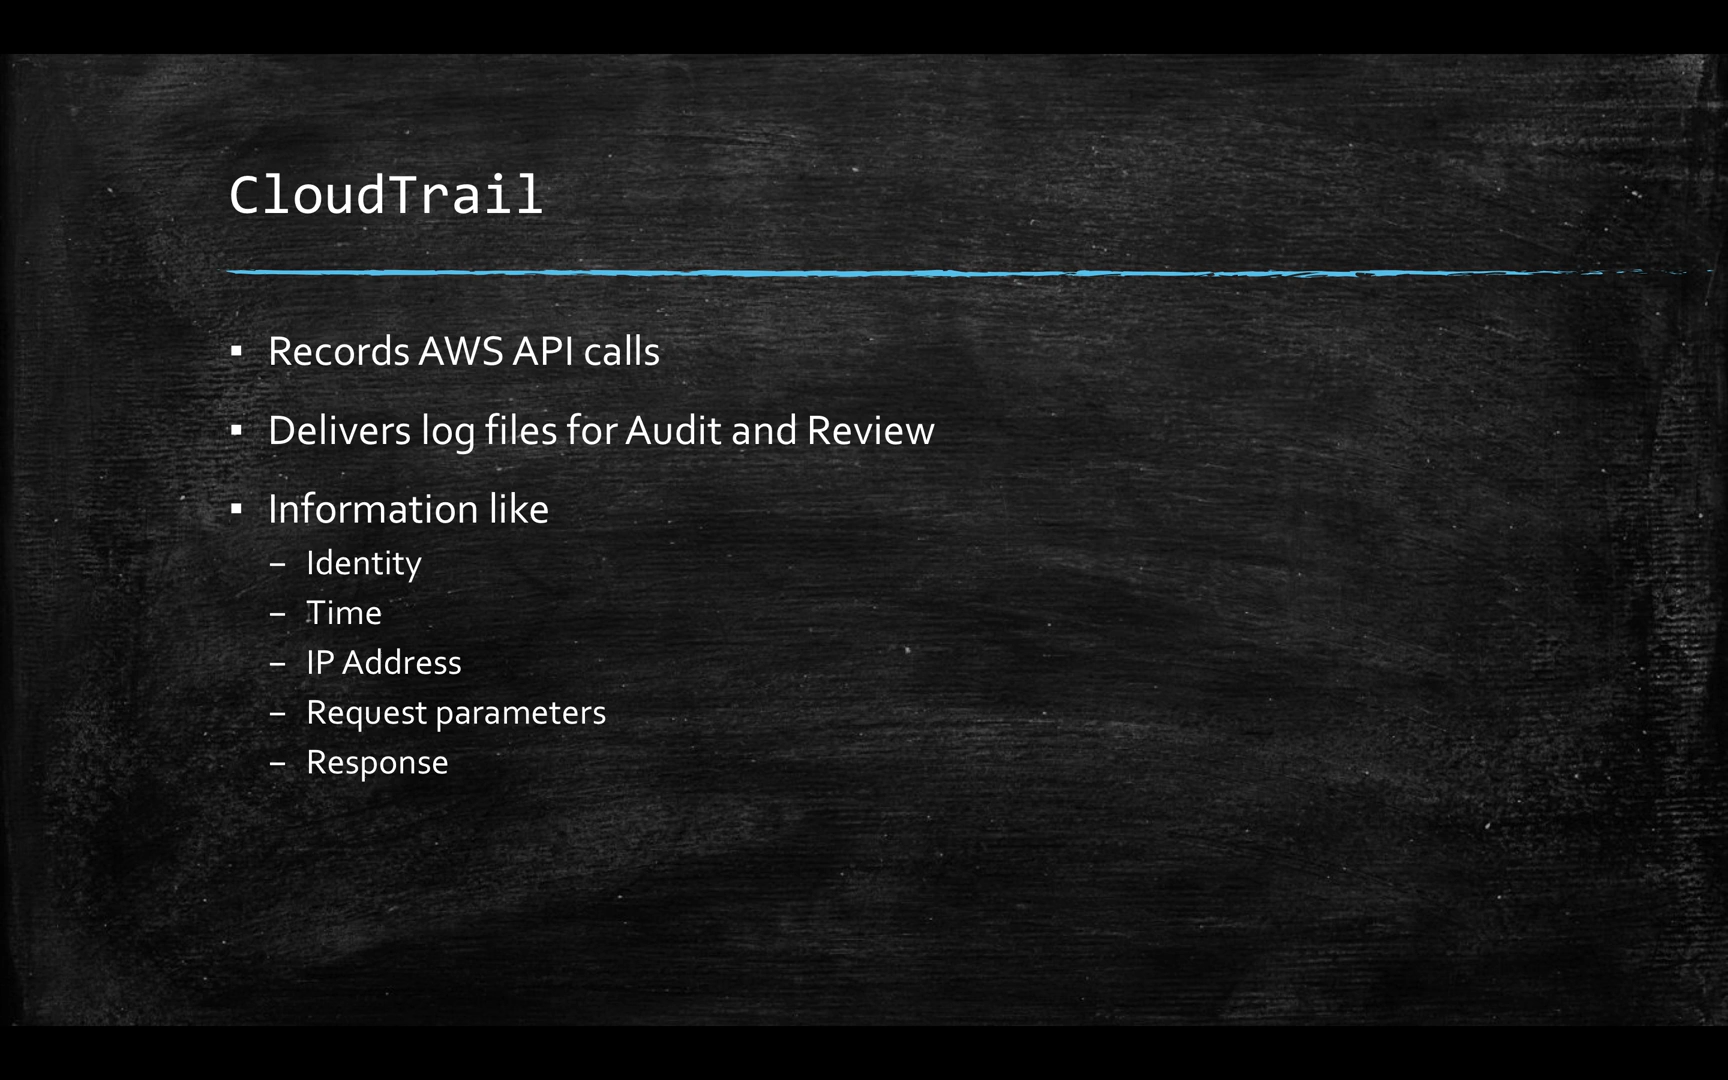 CloudTrail
▪ Records AWS API calls
▪ Delivers log files for Audit and Review
▪ Information like
– Identity
– Time
– IP Address
– Request parameters
– Response